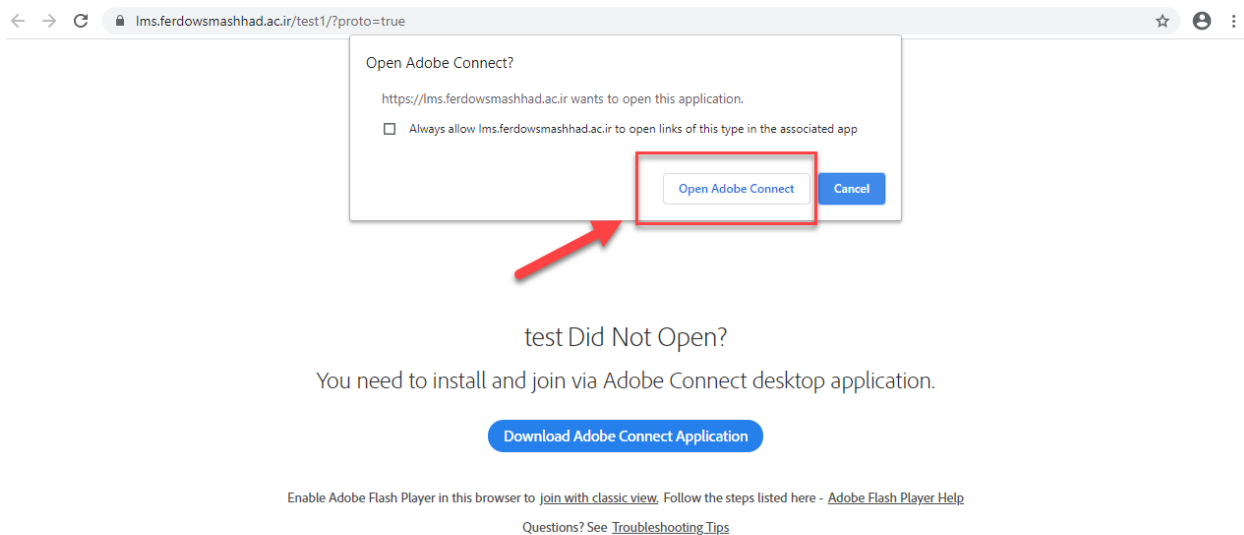 lms.ferdowsmashhad.ac.ir/test1/?proto=true
Open Adobe Connect?
https://lms.ferdowsmashhad.ac.ir wants to open this application.
Always allow lms.ferdowsmashhad.ac.ir to open links of this type in the associated app
Open Adobe Connect Cancel
test Did Not Open?
You need to install and join via Adobe Connect desktop application.
Download Adobe Connect Application
Enable Adobe Flash Player in this browser to join with classic view. Follow the steps listed here - Adobe Flash Player Help
Questions? See Troubleshooting Tips